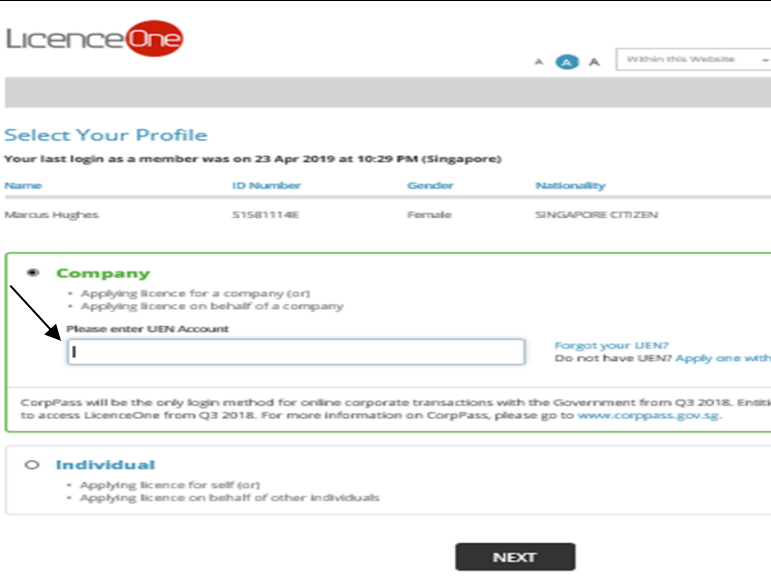 LicenceOne
A A A Within this Website
Select Your Profile
Your last login as a member was on 23 Apr 2019 at 10:29 PM (Singapore)
Name ID Number Gender Nationality
Marcus Hughes S1581114E Female SINGAPORE CITIZEN
Company
• Applying licence for a company (or)
• Applying licence on behalf of a company
Please enter UEN Account
Forgot your UEN?
Do not have UEN? Apply one with
CorpPass will be the only login method for online corporate transactions with the Government from Q3 2018. Entiti
to access LicenceOne from Q3 2018. For more information on CorpPass, please go to www.corppass.gov.sg.
Individual
• Applying licence for self (or)
• Applying licence on behalf of other individuals
NEXT